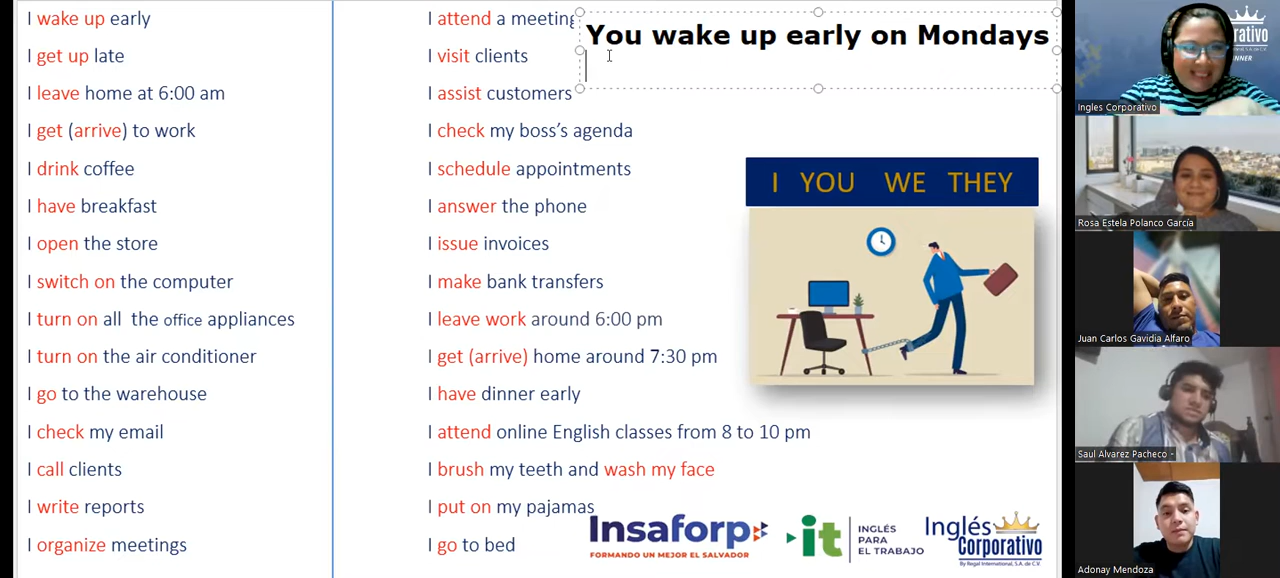 I wake up early
I get up late
I leave home at 6:00 am
I get (arrive) to work
I drink coffee
I have breakfast
I open the store
I switch on the computer
I turn on all the office appliances
I turn on the air conditioner
I go to the warehouse
I check my email
I call clients
I write reports
I organize meetings
I attend a meeting
I visit clients
I assist customers
I check my boss's agenda
I schedule appointments
I answer the phone
I issue invoices
I make bank transfers
I leave work around 6:00 pm
I get (arrive) home around 7:30 pm
I have dinner early
I attend online English classes from 8 to 10 pm
I brush my teeth and wash my face
I put on my pajamas
I go to bed
You wake up early on Mondays
I YOU WE THEY
Insaforp
FORMANDO UN MEJOR EL SALVADOR
it
INGLÉS
PARA
EL TRABAJO
Inglés
Corporativo
By Regal International, S.A. de C.V.
Ingles Corporativo
Rosa Estela Polanco García
Juan Carlos Gavidia Alfaro
Saul Alvarez Pacheco -
Adonay Mendoza